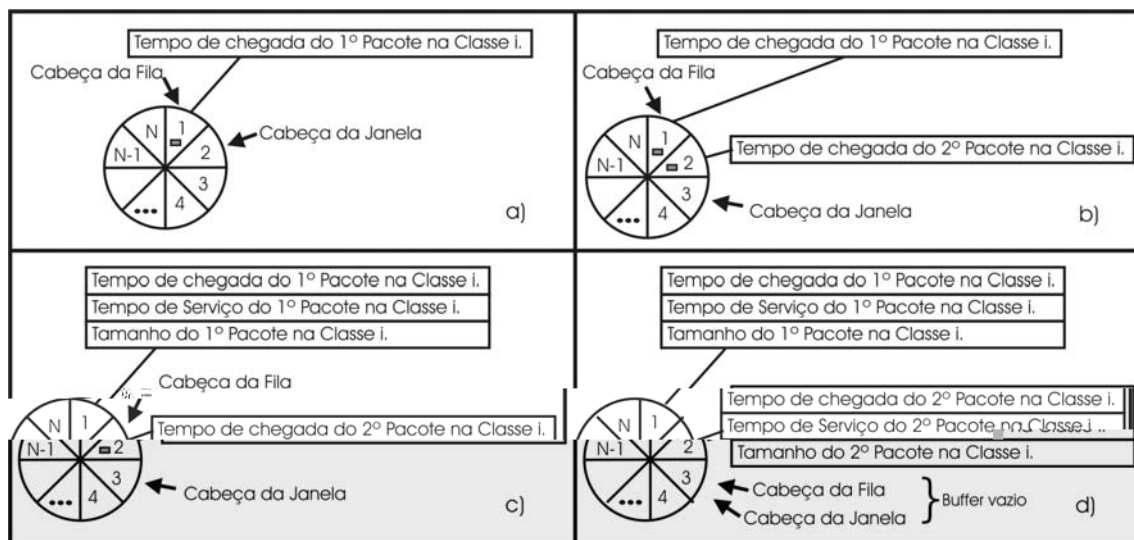 Tempo de chegada do 1º Pacote na Classe i.
Cabeça da Fila
Cabeça da Janela
N
1
N-1
2
3
...
4
a)
Tempo de chegada do 1º Pacote na Classe i.
Cabeça da Fila
N
1
Tempo de chegada do 2º Pacote na Classe i.
N-1
2
3
...
4
Cabeça da Janela
b)
Tempo de chegada do 1º Pacote na Classe i.
Tempo de Serviço do 1º Pacote na Classe i.
Tamanho do 1º Pacote na Classe i.
Cabeça da Fila
N
1
Tempo de chegada do 2º Pacote na Classe i.
N-1
2
3
...
4
Cabeça da Janela
c)
Tempo de chegada do 1º Pacote na Classe i.
Tempo de Serviço do 1º Pacote na Classe i.
Tamanho do 1º Pacote na Classe i.
Tempo de chegada do 2º Pacote na Classe i.
N
1
Tempo de Serviço do 2º Pacote na Classe i.
N-1
2
Tamanho do 2º Pacote na Classe i.
3
...
4
Cabeça da Fila
Cabeça da Janela
Buffer vazio
d)